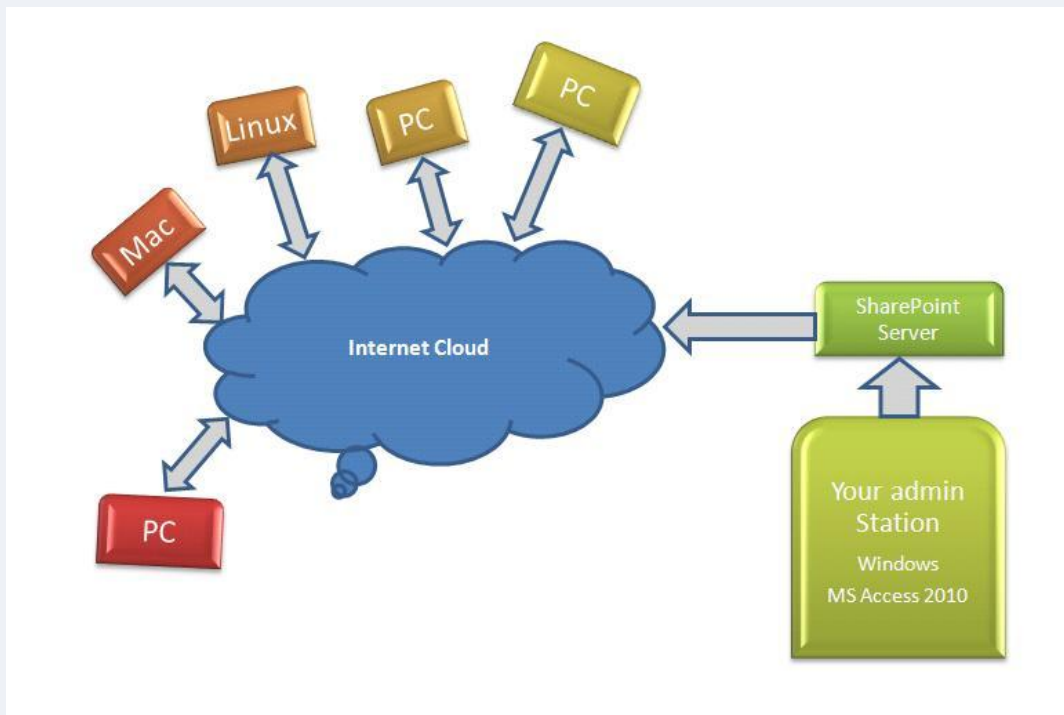 Linux
PC
PC
Mac
Internet Cloud
SharePoint
Server
PC
Your admin
Station
Windows
MS Access 2010